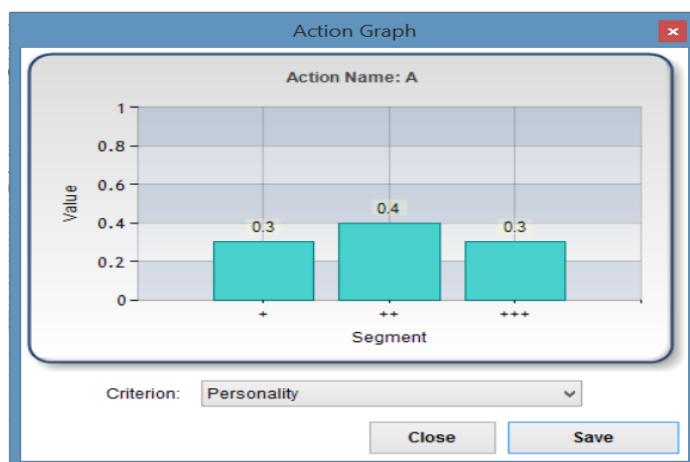 Action Graph
Action Name: A
1
0.8
0.6
0.4
0.2
0
Value
0.3
0.4
0.3
+
++
+++
Segment
Criterion: Personality
Close Save